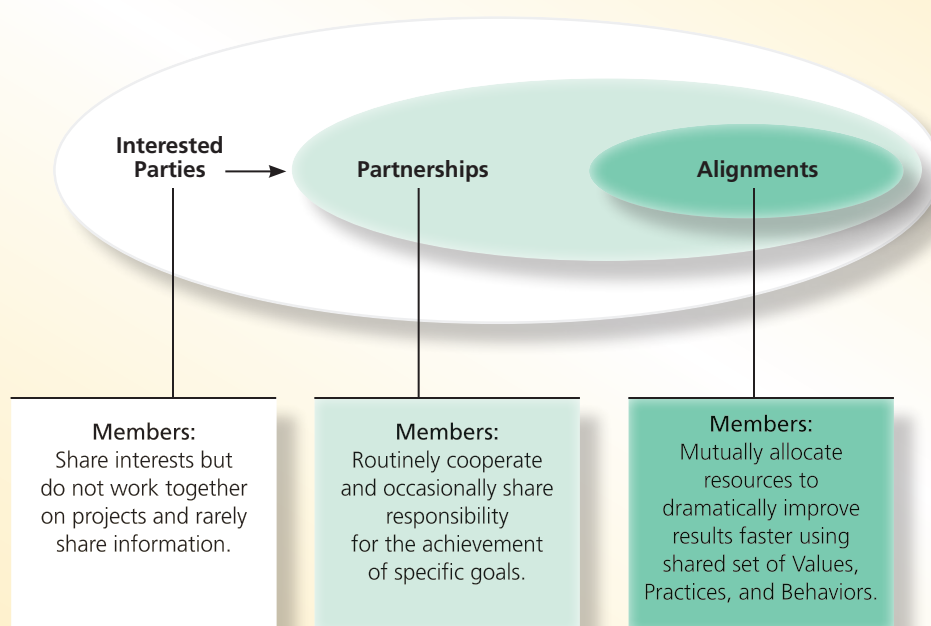 Interested
Parties
Partnerships
Alignments
Members:
Share interests but
do not work together
on projects and rarely
share information.
Members:
Routinely cooperate
and occasionally share
responsibility
for the achievement
of specific goals.
Members:
Mutually allocate
resources to
dramatically improve
results faster using
shared set of Values,
Practices, and Behaviors.